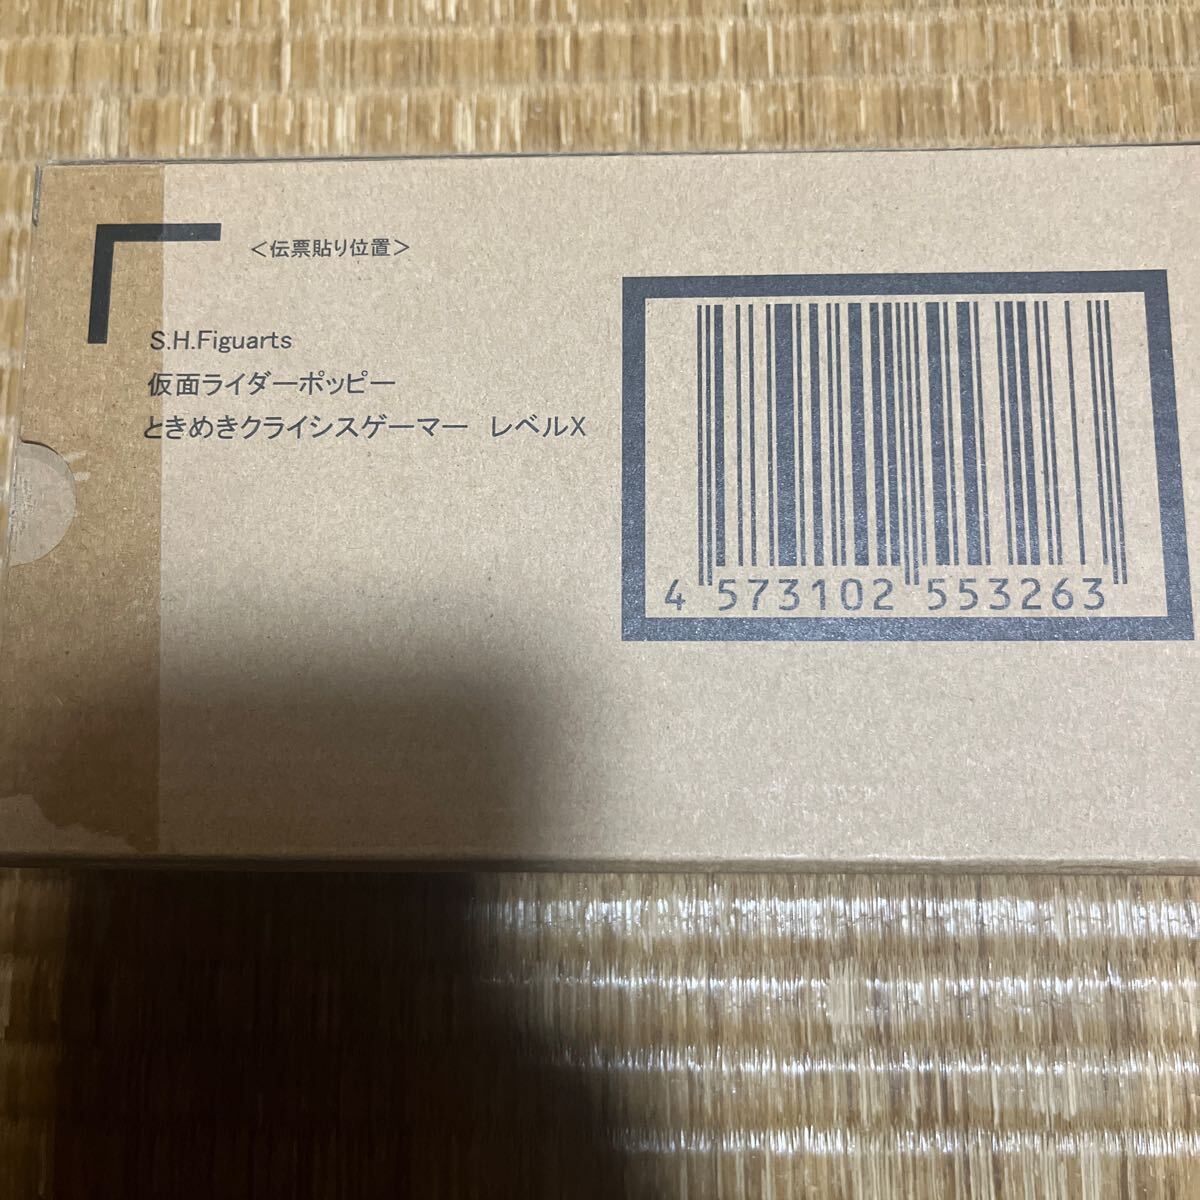 ＜伝票貼り位置＞
S.H.Figuarts
仮面ライダーポッピー
ときめきクライシスゲーマー　レベルX
4 573102 553263